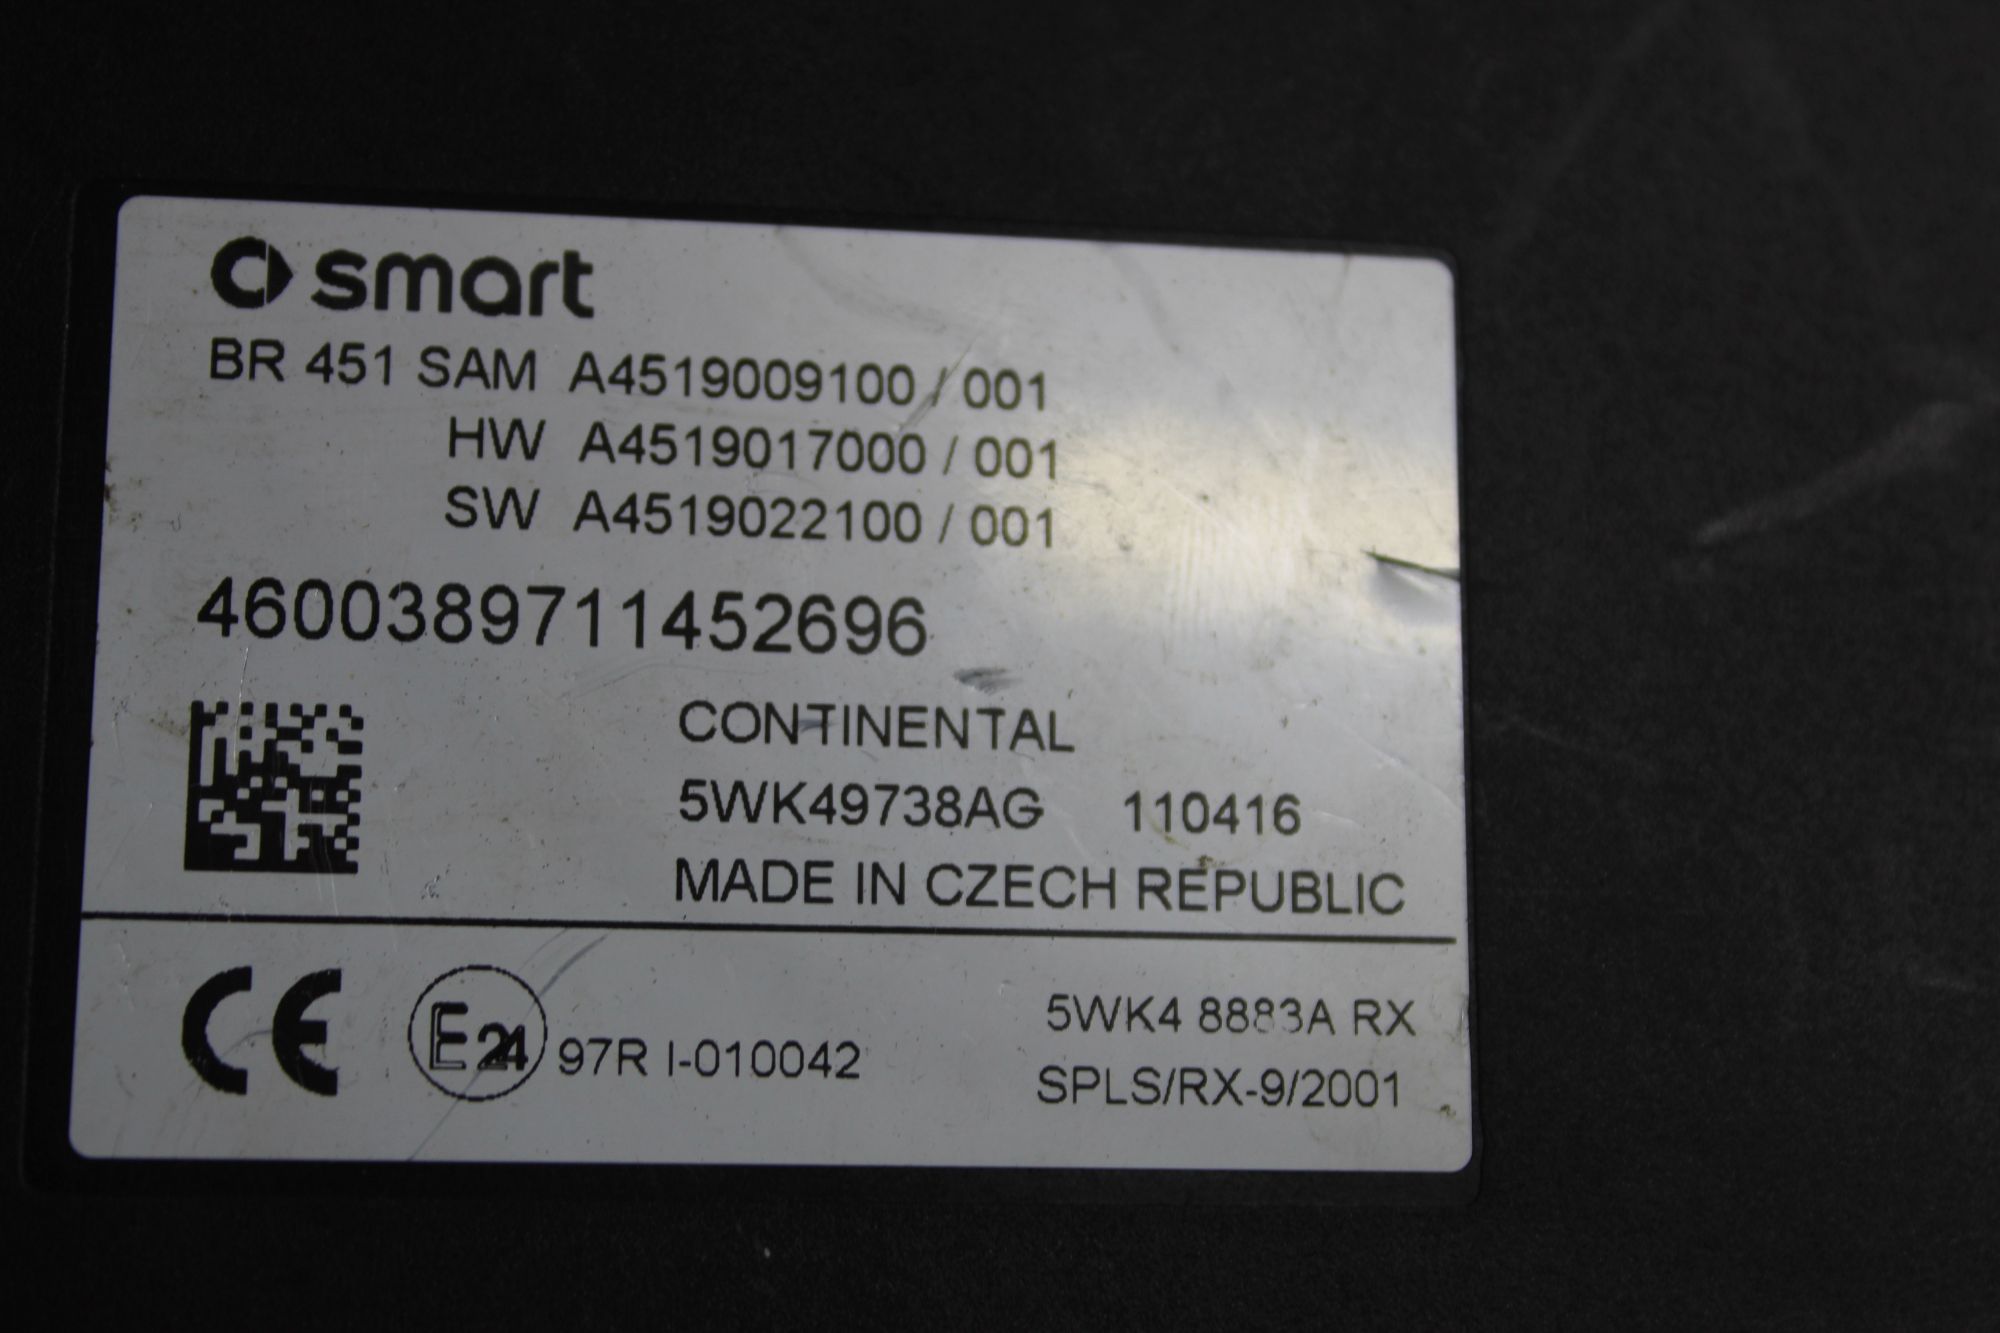 smart
BR 451 SAM A4519009100 / 001
HW A4519017000 / 001
SW A4519022100 / 001
4600389711452696
CONTINENTAL
5WK49738AG 110416
MADE IN CZECH REPUBLIC
CE E24 97R I-010042
5WK4 8883A RX
SPLS/RX-9/2001